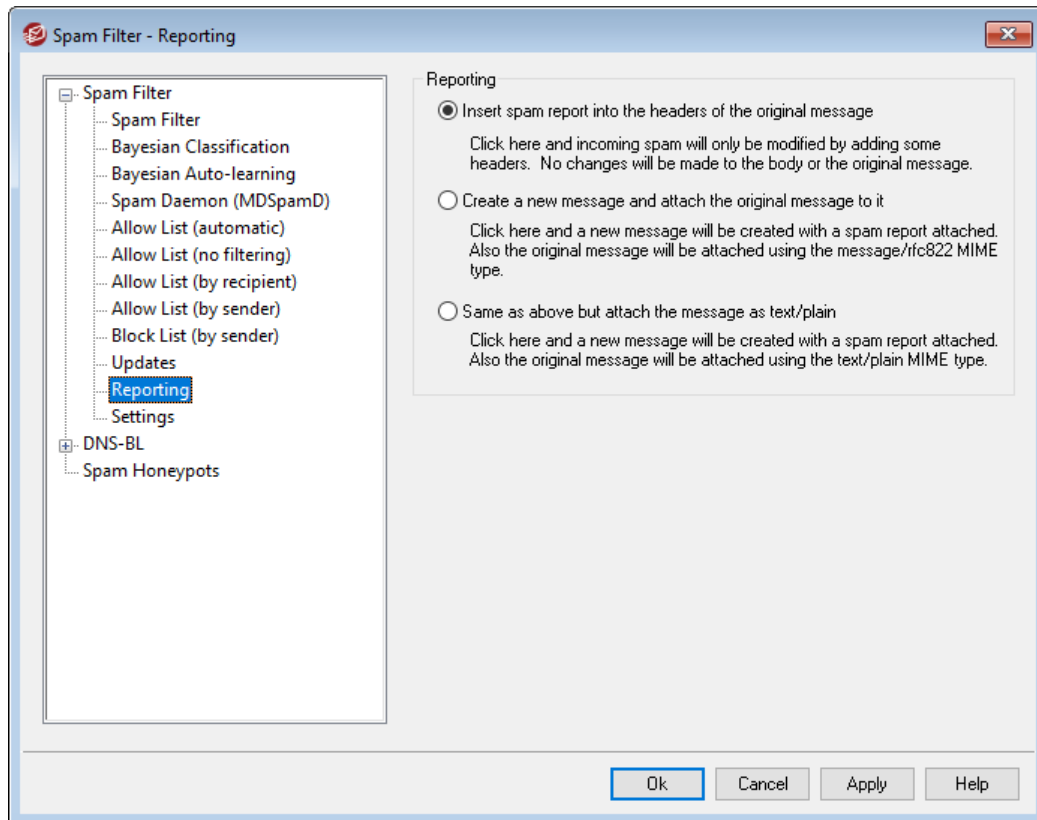 Spam Filter - Reporting
Spam Filter
Spam Filter
Bayesian Classification
Bayesian Auto-learning
Spam Daemon (MDSpamD)
Allow List (automatic)
Allow List (no filtering)
Allow List (by recipient)
Allow List (by sender)
Block List (by sender)
Updates
Reporting
Settings
DNS-BL
Spam Honeypots
Reporting
Insert spam report into the headers of the original message
Click here and incoming spam will only be modified by adding some
headers.  No changes will be made to the body or the original message.
Create a new message and attach the original message to it
Click here and a new message will be created with a spam report attached.
Also the original message will be attached using the message/rfc822 MIME
type.
Same as above but attach the message as text/plain
Click here and a new message will be created with a spam report attached.
Also the original message will be attached using the text/plain MIME type.
Ok
Cancel
Apply
Help